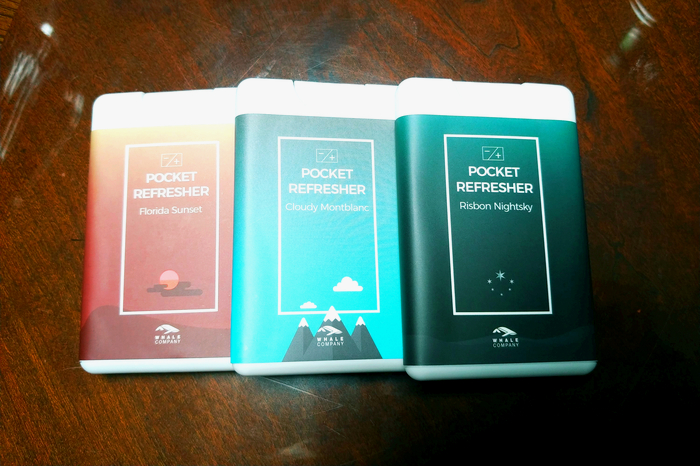 -/+
POCKET
REFRESHER
Florida Sunset
WHALE
COMPANY
-/+
POCKET
REFRESHER
Cloudy Montblanc
WHALE
COMPANY
-/+
POCKET
REFRESHER
Risbon Nightsky
WHALE
COMPANY